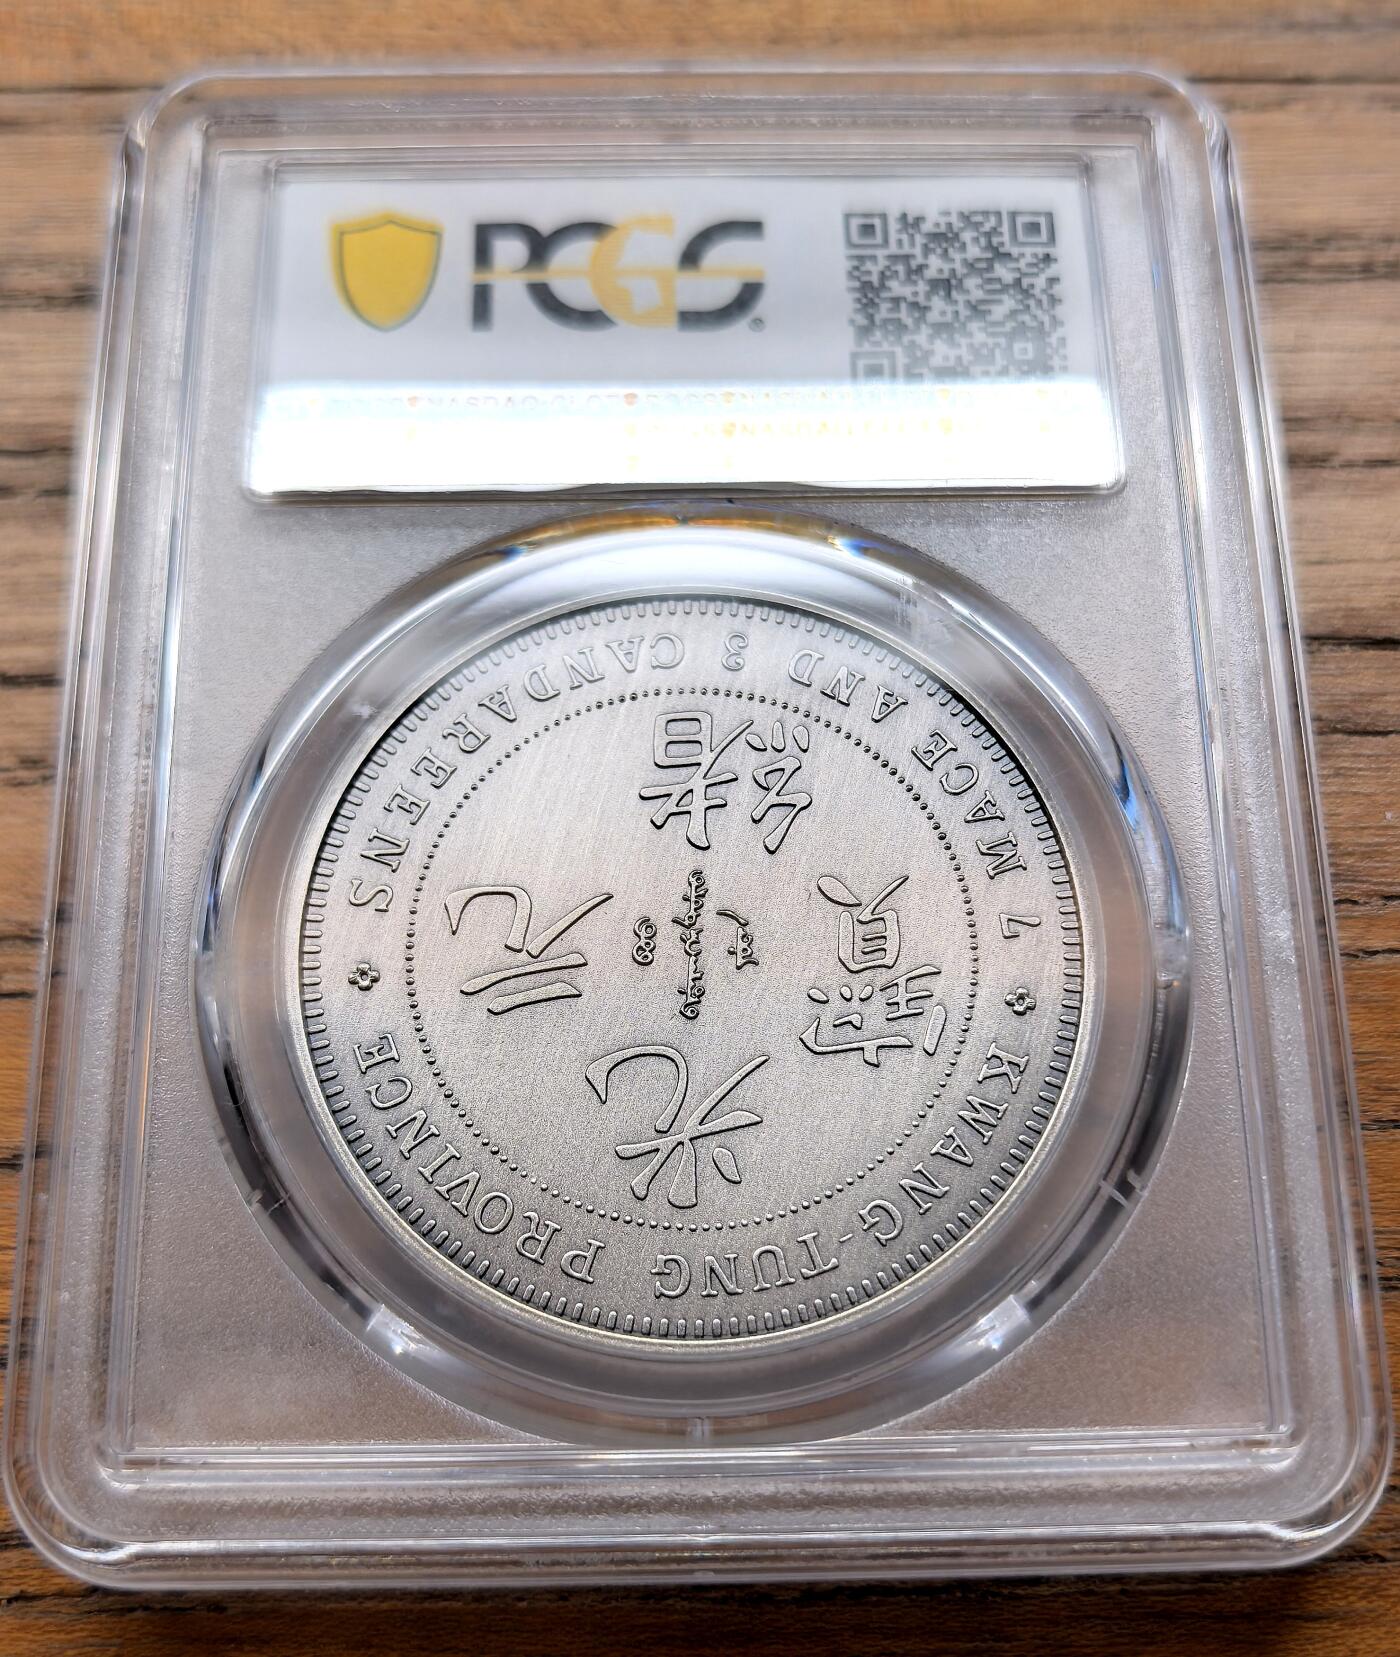 PCGS
KWANG-TUNG PROVINCE
光緒元寶
7 MACE AND 3 CANDAREENS